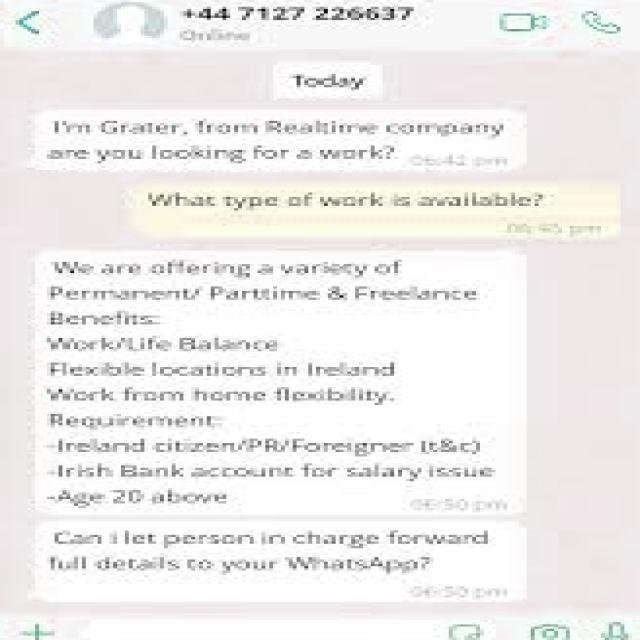 +44 7127 226637
Online
Today
I'm Grater, from Realtime company
are you looking for a work?
06:42 pm
What type of work is available?
06:45 pm
We are offering a variety of
Permanent/ Parttime & Freelance
Benefits:
Work/Life Balance
Flexible locations in Ireland
Work from home flexibility.
Requirement:
-Ireland citizen/PR/Foreigner (t&c)
-Irish Bank account for salary issue
-Age 20 above
06:50 pm
Can i let person in charge forward
full details to your WhatsApp?
06:50 pm